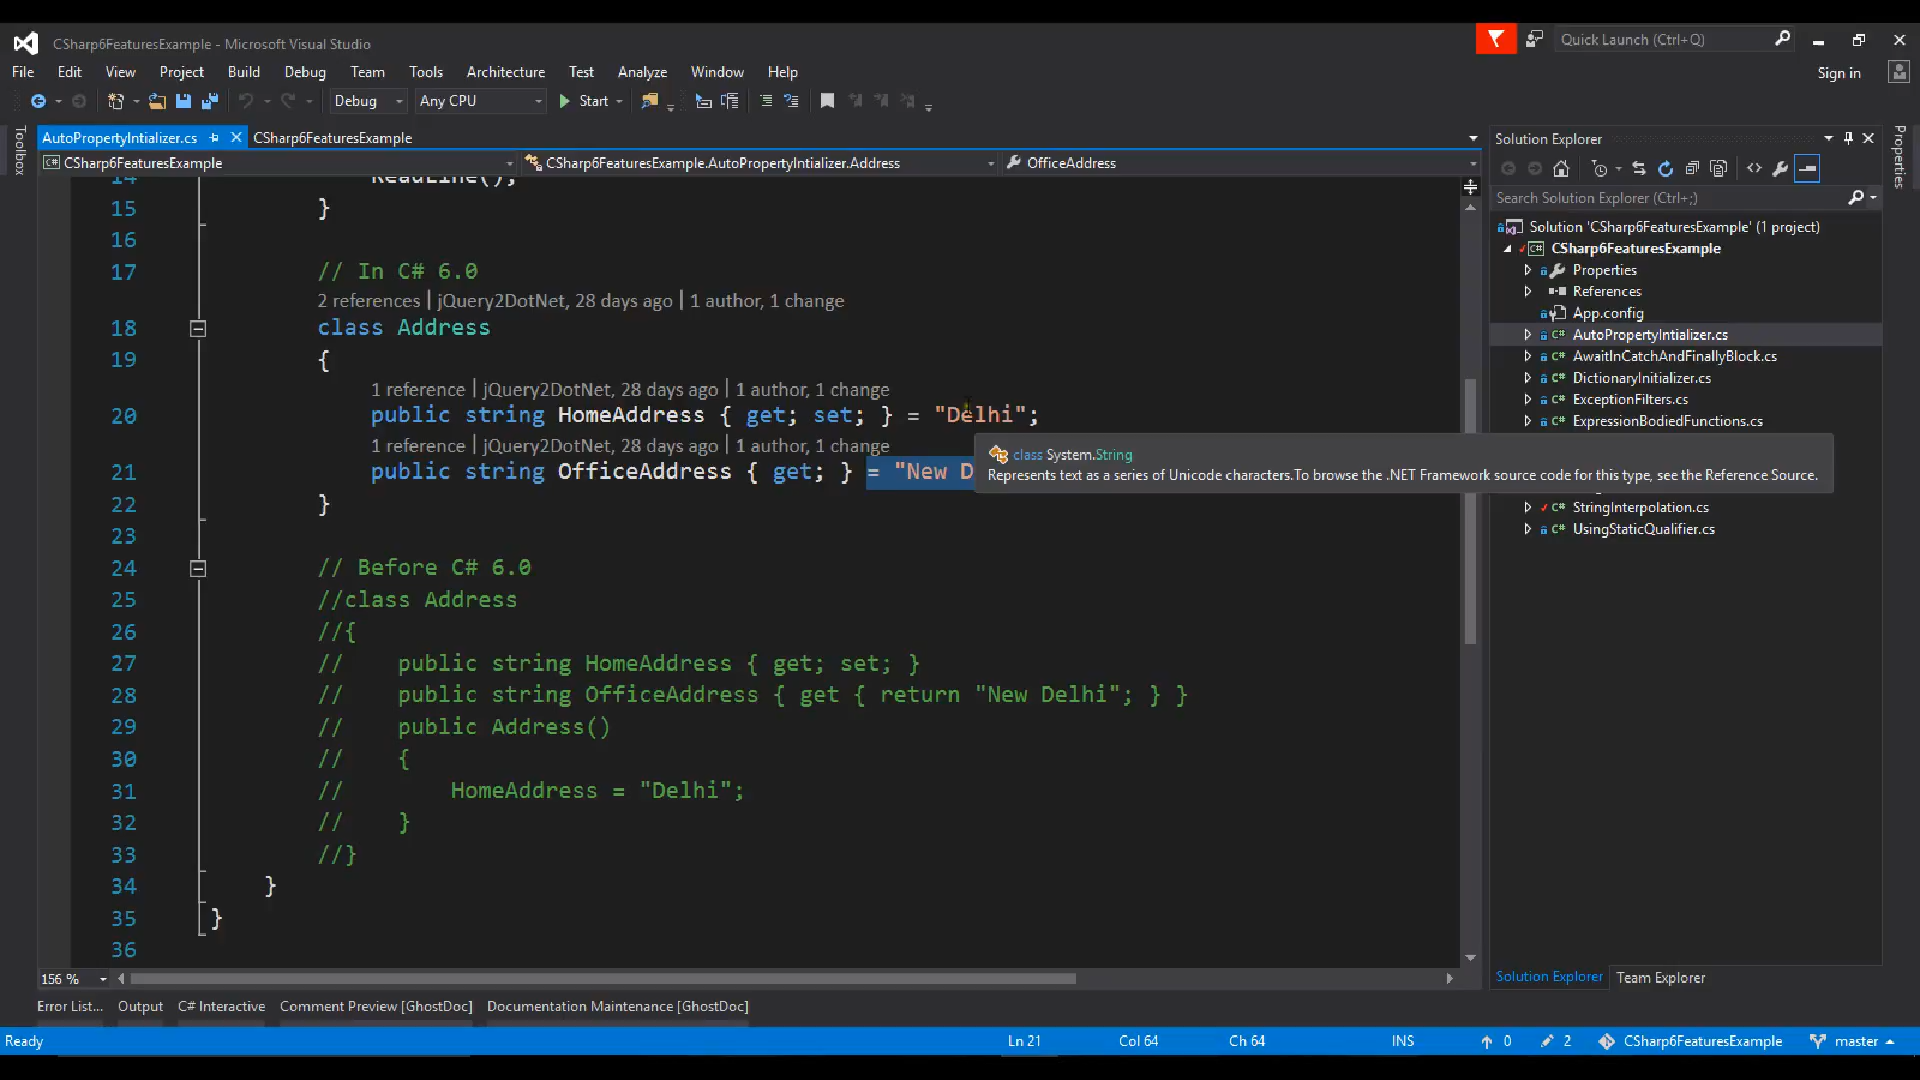 CSharp6FeaturesExample - Microsoft Visual Studio
Quick Launch (Ctrl+Q)
File Edit View Project Build Debug Team Tools Architecture Test Analyze Window Help
Sign in
Debug Any CPU Start
Toolbox
AutoPropertyIntializer.cs CSharp6FeaturesExample
CSharp6FeaturesExample CSharp6FeaturesExample.AutoPropertyIntializer.Address OfficeAddress
14 ReadLine();
15 }
16
17 // In C# 6.0
2 references | jQuery2DotNet, 28 days ago | 1 author, 1 change
18 class Address
19 {
1 reference | jQuery2DotNet, 28 days ago | 1 author, 1 change
20 public string HomeAddress { get; set; } = "Delhi";
1 reference | jQuery2DotNet, 28 days ago | 1 author, 1 change
21 public string OfficeAddress { get; } = "New D
class System.String
Represents text as a series of Unicode characters.To browse the .NET Framework source code for this type, see the Reference Source.
22 }
23
24 // Before C# 6.0
25 //class Address
26 //{
27 // public string HomeAddress { get; set; }
28 // public string OfficeAddress { get { return "New Delhi"; } }
29 // public Address()
30 // {
31 // HomeAddress = "Delhi";
32 // }
33 //}
34 }
35 }
36
156 %
Solution Explorer
Search Solution Explorer (Ctrl+;)
Solution 'CSharp6FeaturesExample' (1 project)
CSharp6FeaturesExample
Properties
References
App.config
AutoPropertyIntializer.cs
AwaitInCatchAndFinallyBlock.cs
DictionaryInitializer.cs
ExceptionFilters.cs
ExpressionBodiedFunctions.cs
StringInterpolation.cs
UsingStaticQualifier.cs
Solution Explorer Team Explorer
Properties
Error List... Output C# Interactive Comment Preview [GhostDoc] Documentation Maintenance [GhostDoc]
Ready Ln 21 Col 64 Ch 64 INS 0 2 CSharp6FeaturesExample master